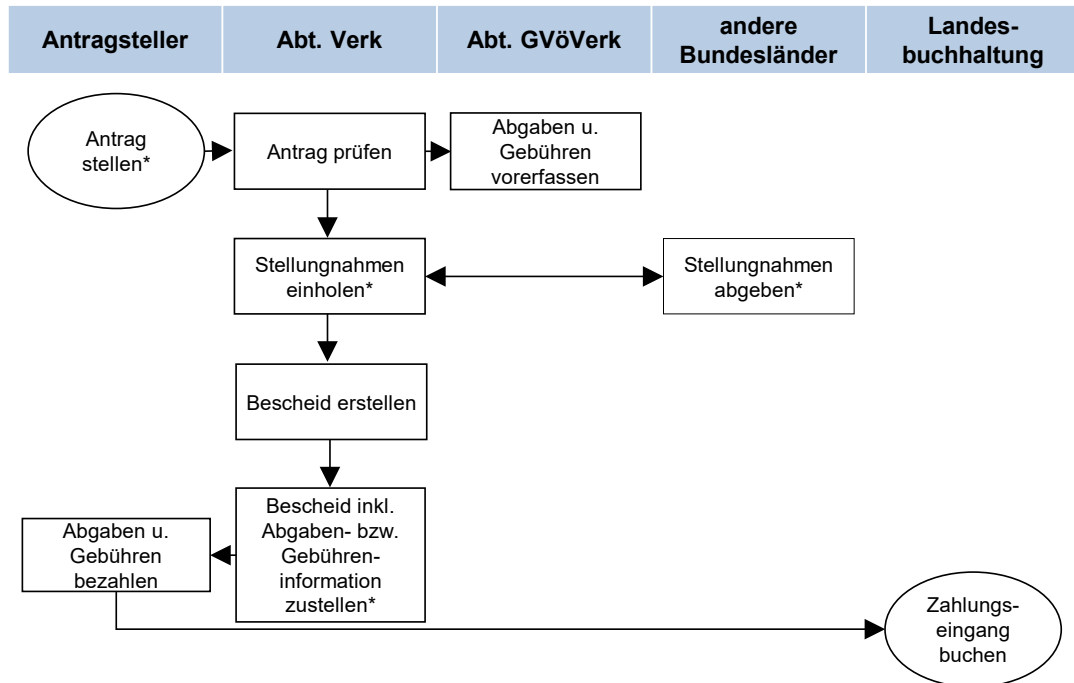 Antragsteller
Abt. Verk
Abt. GVöVerk
andere
Bundesländer
Landes-
buchhaltung
Antrag
stellen*
Antrag prüfen
Abgaben u.
Gebühren
vorerfassen
Stellungnahmen
einholen*
Stellungnahmen
abgeben*
Bescheid erstellen
Bescheid inkl.
Abgaben- bzw.
Gebühren-
information
zustellen*
Abgaben u.
Gebühren
bezahlen
Zahlungs-
eingang
buchen